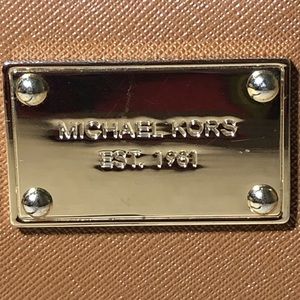 MICHAEL KORS
EST. 1981